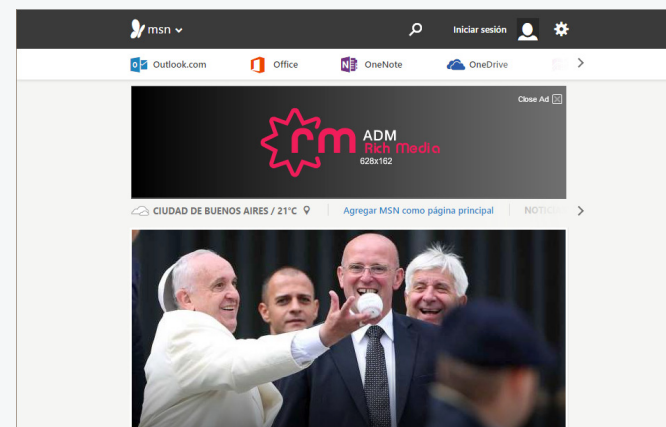 msn
Iniciar sesión
Outlook.com
Office
OneNote
OneDrive
Close Ad
rm
ADM
Rich Media
628x162
CIUDAD DE BUENOS AIRES / 21°C
Agregar MSN como página principal